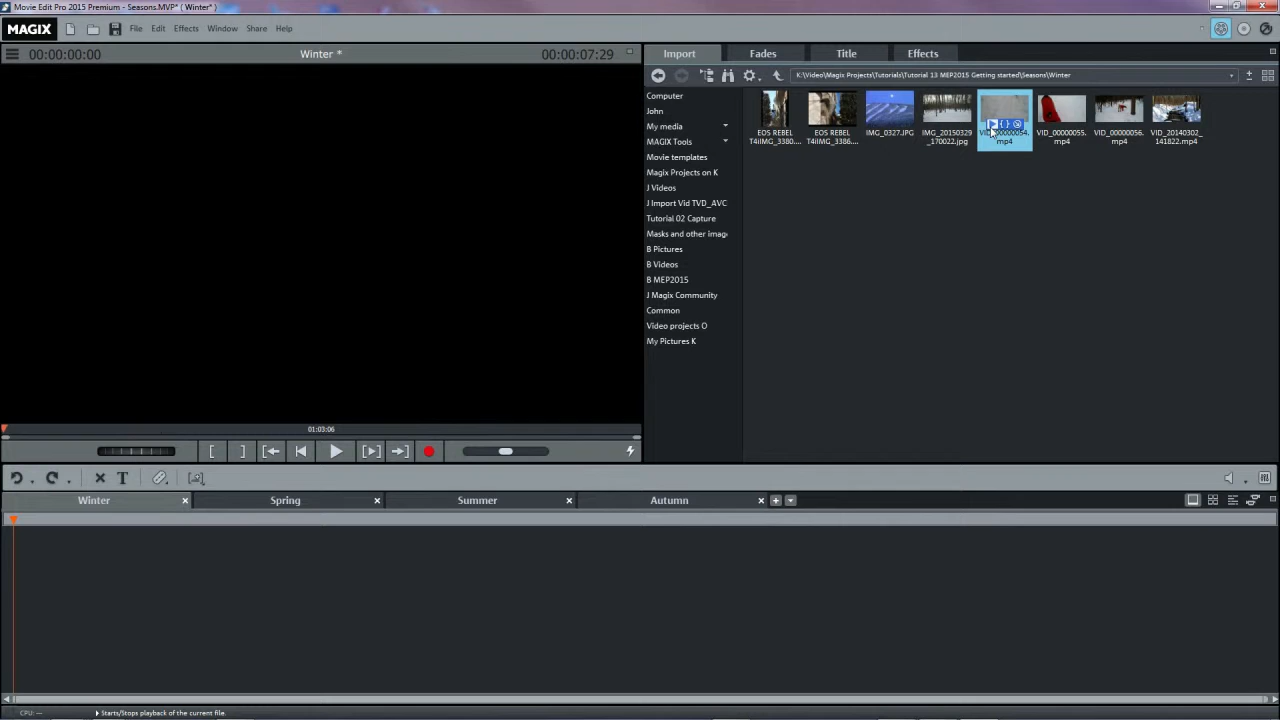 Movie Edit Pro 2015 Premium - Seasons.MVP* ( Winter* )
MAGIX File Edit Effects Window Share Help
00:00:00:00 Winter * 00:00:07:29
Import Fades Title Effects
K:\Video\Magix Projects\Tutorials\Tutorial 13 MEP2015 Getting started\Seasons\Winter
Computer
John
My media
MAGIX Tools
Movie templates
Magix Projects on K
J Videos
J Import Vid TVD_AVC
Tutorial 02 Capture
Masks and other imag
B Pictures
B Videos
B MEP2015
J Magix Community
Common
Video projects O
My Pictures K
EOS REBEL
T4iIMG_3380....
EOS REBEL
T4iIMG_3386....
IMG_0327.JPG
IMG_20150329
_170022.jpg
VID_00000054.
mp4
VID_00000055.
mp4
VID_00000056.
mp4
VID_20140302_
141822.mp4
01:03:06
Winter Spring Summer Autumn
CPU: — Starts/Stops playback of the current file.